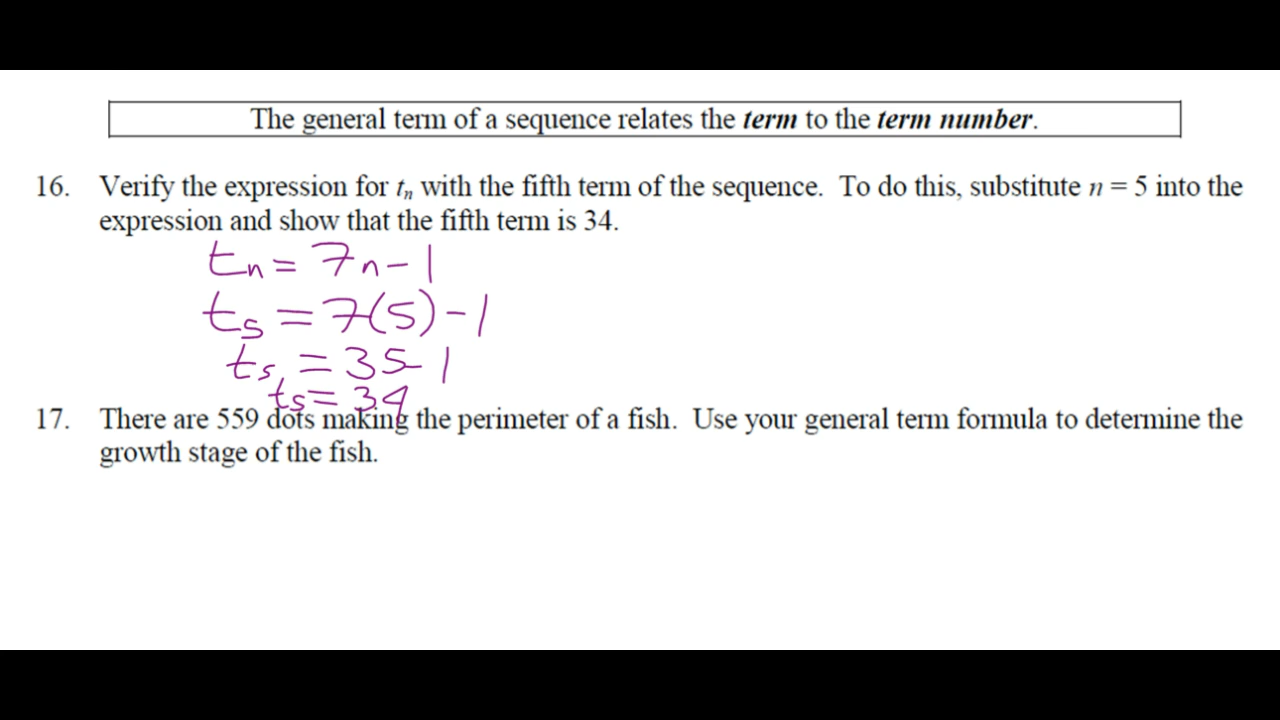 The general term of a sequence relates the term to the term number.
16. Verify the expression for tn with the fifth term of the sequence. To do this, substitute n = 5 into the
expression and show that the fifth term is 34.
tn = 7n - 1
t5 = 7(5) - 1
t5 = 35 - 1
t5 = 34
17. There are 559 dots making the perimeter of a fish. Use your general term formula to determine the
growth stage of the fish.